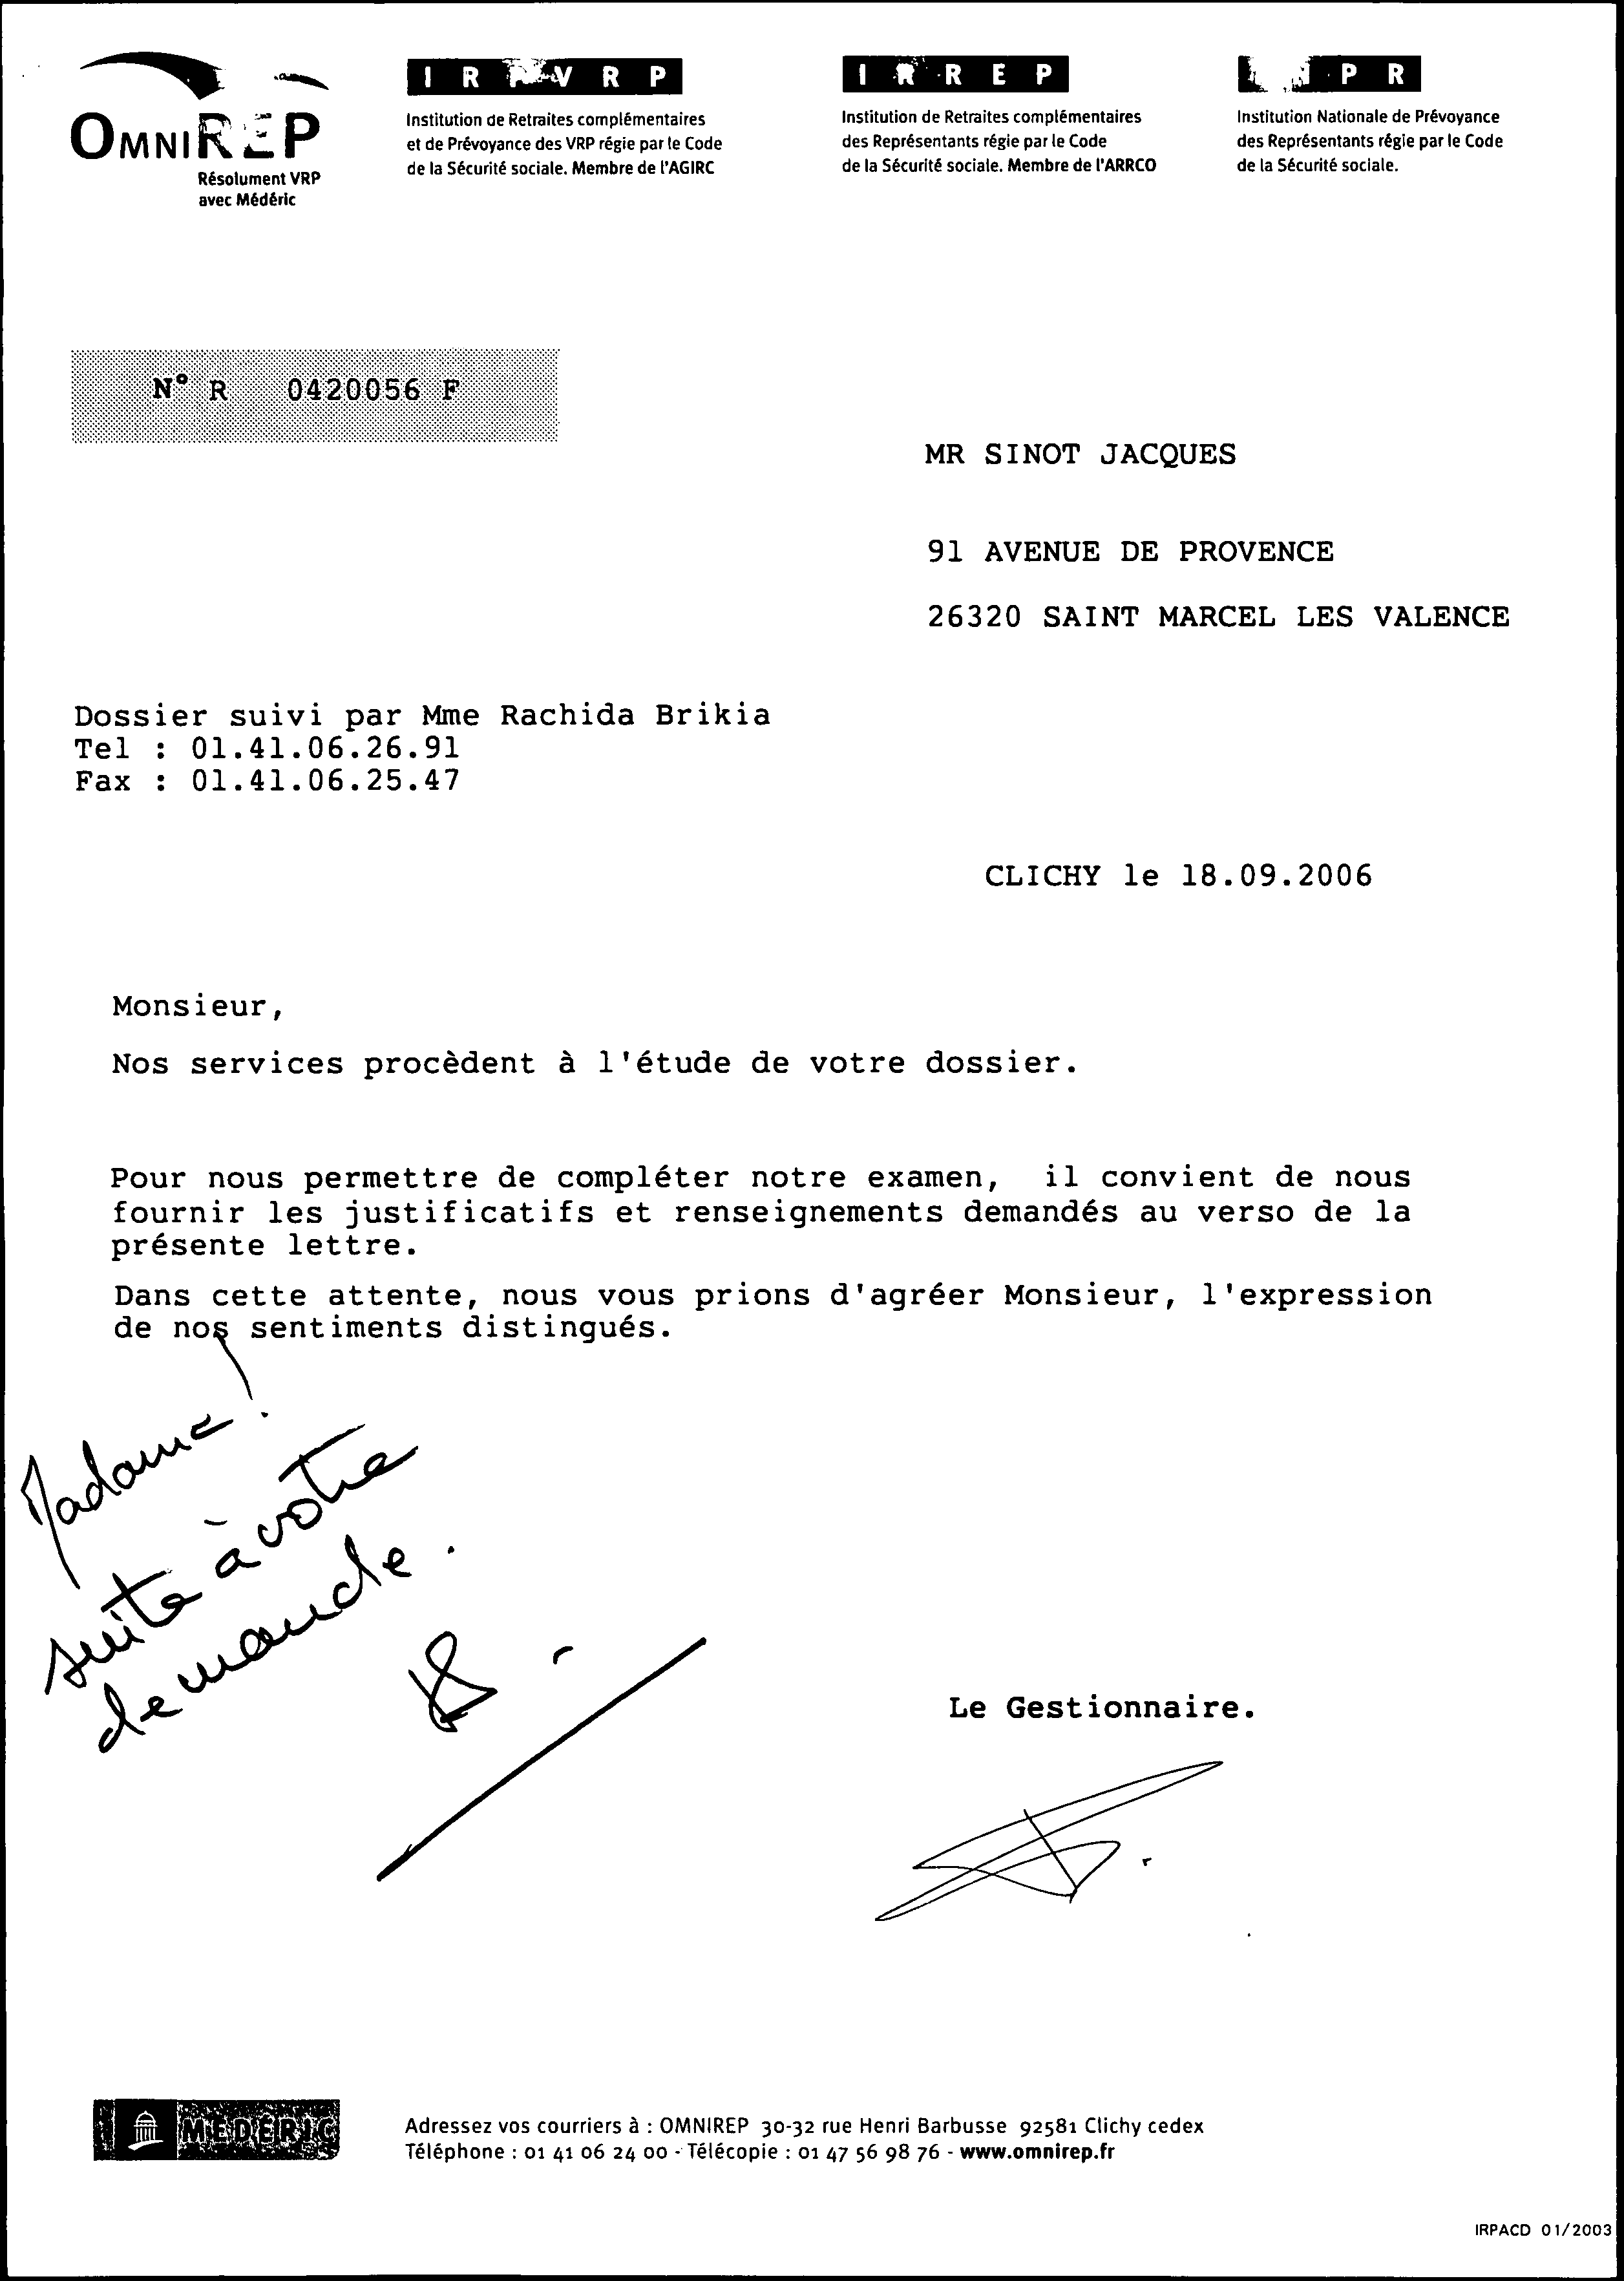 OMNIREP
Résolument VRP
avec Médéric
Institution de Retraites complémentaires
et de Prévoyance des VRP régie par le Code
de la Sécurité sociale. Membre de l'AGIRC
I R R E P
Institution de Retraites complémentaires
des Représentants régie par le Code
de la Sécurité sociale. Membre de l'ARRCO
Institution Nationale de Prévoyance
des Représentants régie par le Code
de la Sécurité sociale.
N° R 0420056 F
MR SINOT JACQUES
91 AVENUE DE PROVENCE
26320 SAINT MARCEL LES VALENCE
Dossier suivi par Mme Rachida Brikia
Tel : 01.41.06.26.91
Fax : 01.41.06.25.47
CLICHY le 18.09.2006
Monsieur,
Nos services procèdent à l'étude de votre dossier.
Pour nous permettre de compléter notre examen, il convient de nous
fournir les justificatifs et renseignements demandés au verso de la
présente lettre.
Dans cette attente, nous vous prions d'agréer Monsieur, l'expression
de nos sentiments distingués.
Madame !
suite à votre
demande.
Le Gestionnaire.
MÉDÉRIC
Adressez vos courriers à : OMNIREP 30-32 rue Henri Barbusse 92581 Clichy cedex
Téléphone : 01 41 06 24 00 - Télécopie : 01 47 56 98 76 - www.omnirep.fr
IRPACD 01/2003